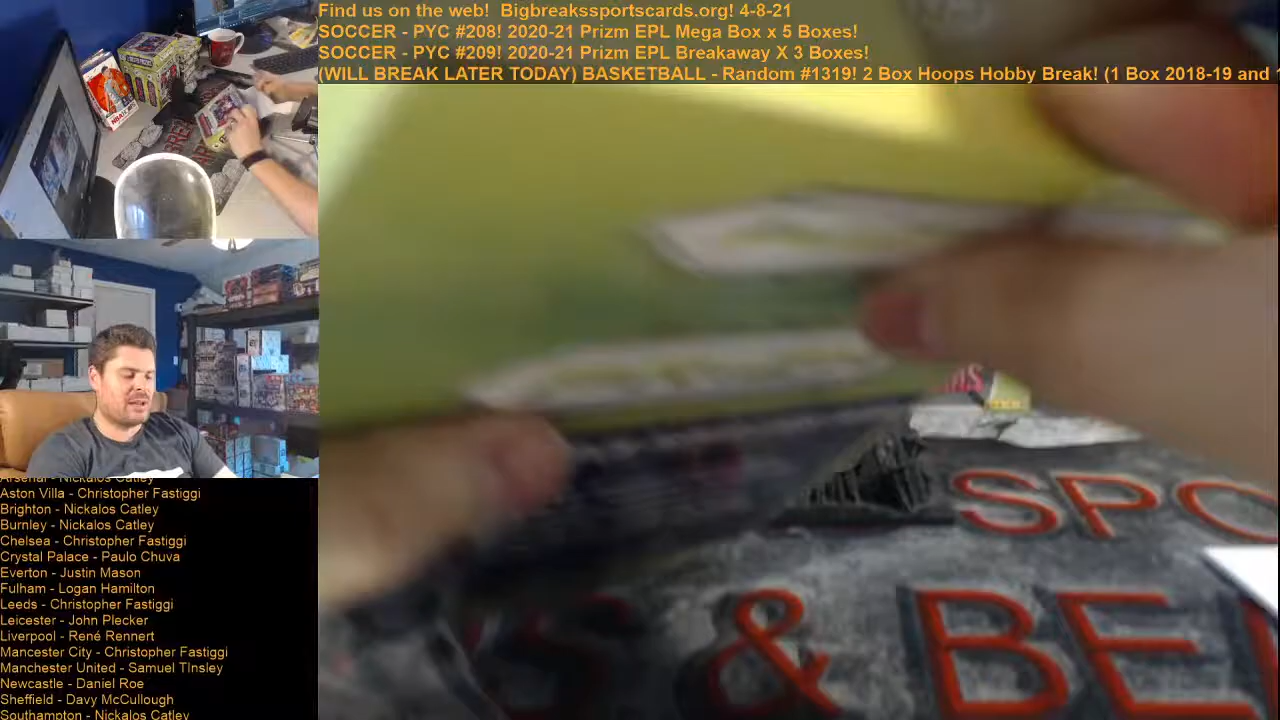 Find us on the web!  Bigbreakssportscards.org! 4-8-21
SOCCER - PYC #208! 2020-21 Prizm EPL Mega Box x 5 Boxes!
SOCCER - PYC #209! 2020-21 Prizm EPL Breakaway X 3 Boxes!
(WILL BREAK LATER TODAY) BASKETBALL - Random #1319! 2 Box Hoops Hobby Break! (1 Box 2018-19 and
Arsenal - Nickalos Catley
Aston Villa - Christopher Fastiggi
Brighton - Nickalos Catley
Burnley - Nickalos Catley
Chelsea - Christopher Fastiggi
Crystal Palace - Paulo Chuva
Everton - Justin Mason
Fulham - Logan Hamilton
Leeds - Christopher Fastiggi
Leicester - John Plecker
Liverpool - René Rennert
Mancester City - Christopher Fastiggi
Manchester United - Samuel TInsley
Newcastle - Daniel Roe
Sheffield - Davy McCullough
Southampton - Nickalos Catley
SPO
& BE